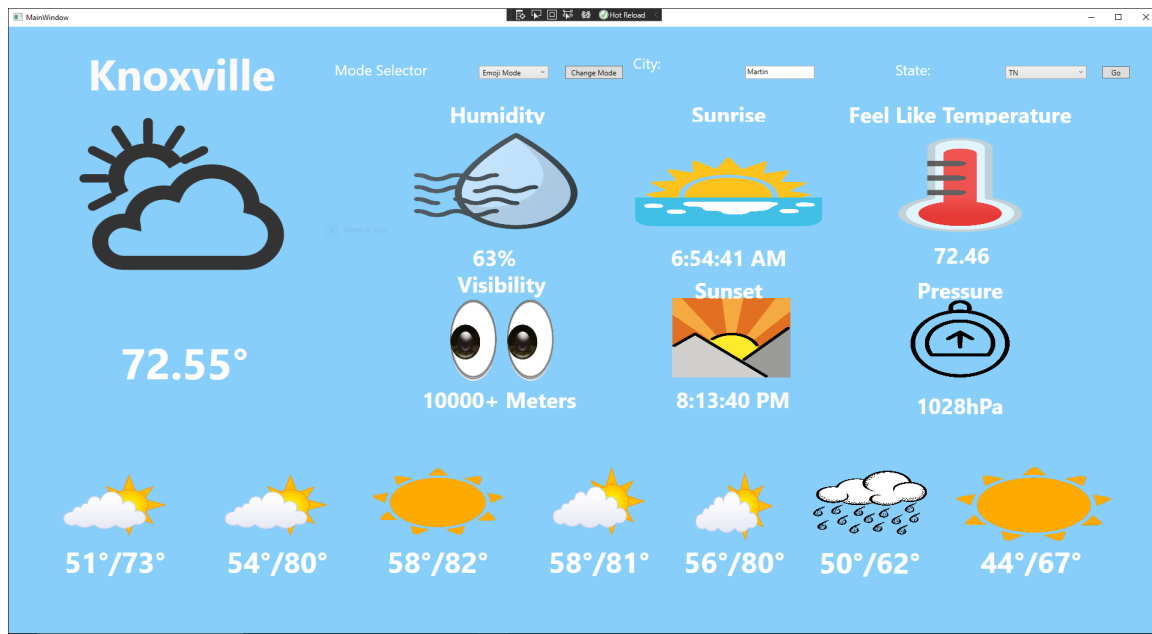 MainWindow
Hot Reload
Knoxville
Mode Selector
Emoji Mode
Change Mode
City:
Martin
State:
TN
Go
Humidity
Sunrise
Feel Like Temperature
63%
6:54:41 AM
72.46
Visibility
Sunset
Pressure
72.55°
10000+ Meters
8:13:40 PM
1028hPa
51°/73°
54°/80°
58°/82°
58°/81°
56°/80°
50°/62°
44°/67°